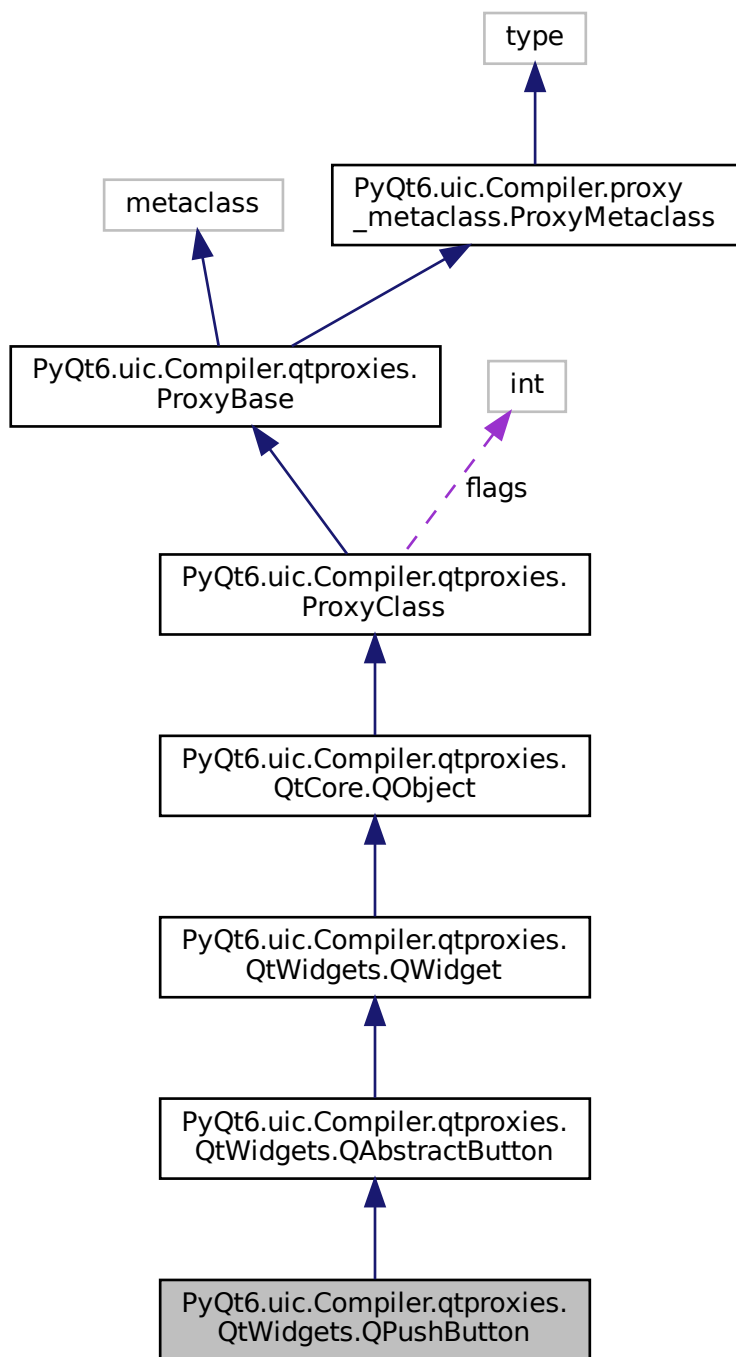 type
PyQt6.uic.Compiler.proxy
_metaclass.ProxyMetaclass
metaclass
PyQt6.uic.Compiler.qtproxies.
ProxyBase
int
flags
PyQt6.uic.Compiler.qtproxies.
ProxyClass
PyQt6.uic.Compiler.qtproxies.
QtCore.QObject
PyQt6.uic.Compiler.qtproxies.
QtWidgets.QWidget
PyQt6.uic.Compiler.qtproxies.
QtWidgets.QAbstractButton
PyQt6.uic.Compiler.qtproxies.
QtWidgets.QPushButton